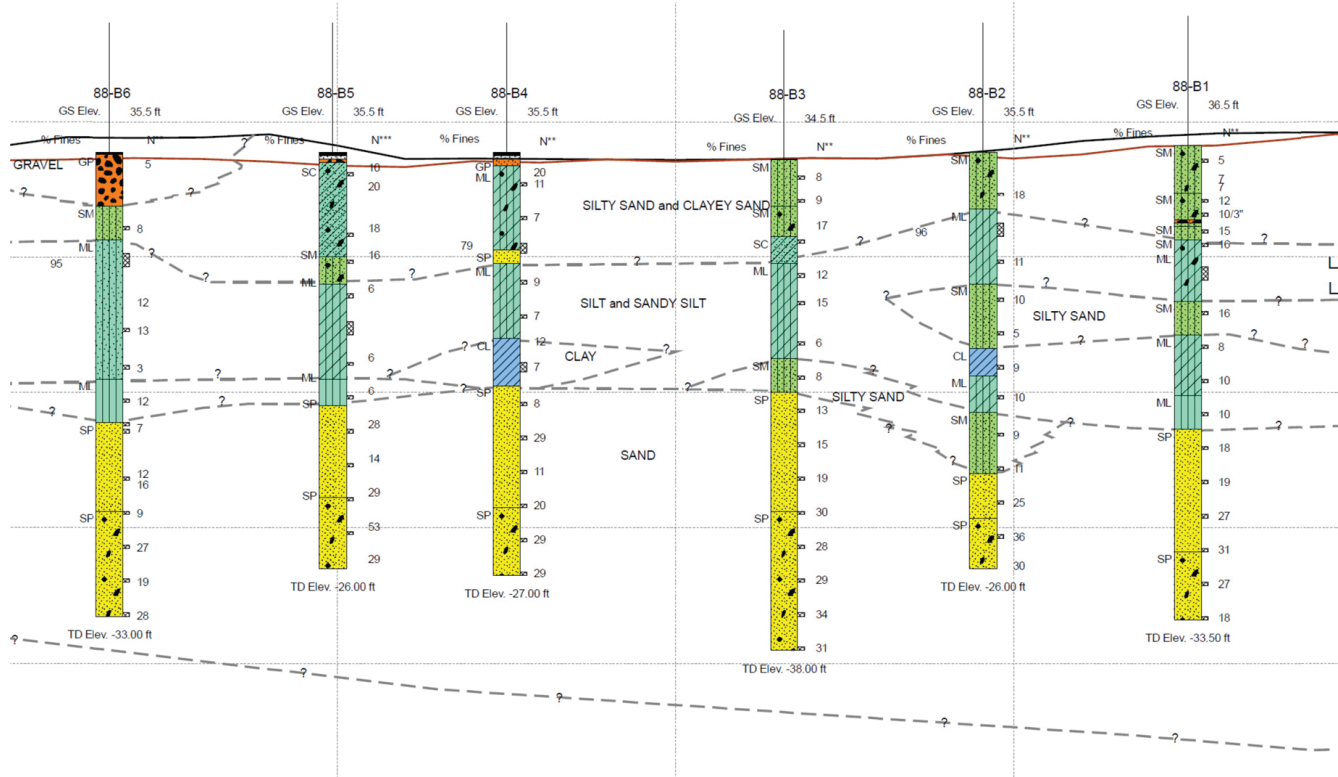 88-B6
GS Elev. 35.5 ft
% Fines N**
GRAVEL
GP
5
SM
8
ML
95
12
13
3
ML
12
SP
7
12
16
SP
9
27
19
28
TD Elev. -33.00 ft
88-B5
GS Elev. 35.5 ft
% Fines N***
10
SC
20
18
SM
16
ML
6
6
ML
6
SP
28
14
SP
29
53
29
TD Elev. -26.00 ft
88-B4
GS Elev. 35.5 ft
% Fines N**
GP
20
ML
11
7
79
SP
ML
9
7
12
CL
7
SP
8
29
11
20
SP
29
29
TD Elev. -27.00 ft
SILTY SAND and CLAYEY SAND
SILT and SANDY SILT
CLAY
SAND
88-B3
GS Elev. 34.5 ft
% Fines N**
SM
8
9
SM
17
SC
ML
12
15
6
SM
8
SP
13
15
19
SP
30
28
29
34
31
TD Elev. -38.00 ft
SILTY SAND
88-B2
GS Elev. 35.5 ft
% Fines N**
SM
18
ML
96
11
SM
10
5
CL
9
ML
10
SM
9
11
SP
25
SP
36
30
TD Elev. -26.00 ft
SILTY SAND
88-B1
GS Elev. 36.5 ft
% Fines N**
SM
5
7
7
SM
12
10/3"
SM
15
SM
16
ML
SM
16
ML
8
10
ML
10
SP
18
19
27
31
SP
27
18
TD Elev. -33.50 ft